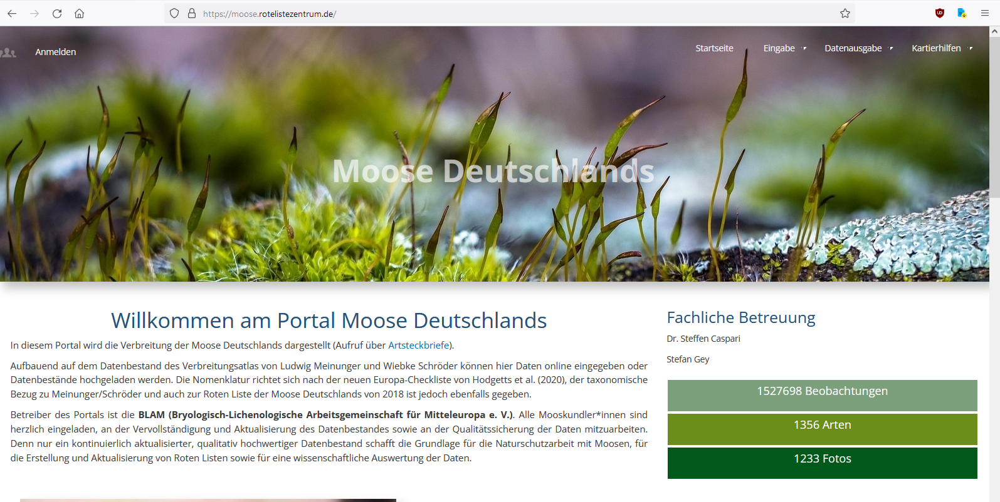 https://moose.rotelistezentrum.de/
Anmelden
Startseite
Eingabe
Datenausgabe
Kartierhilfen
Moose Deutschlands
Willkommen am Portal Moose Deutschlands
In diesem Portal wird die Verbreitung der Moose Deutschlands dargestellt (Aufruf über Artsteckbriefe).
Aufbauend auf dem Datenbestand des Verbreitungsatlas von Ludwig Meinunger und Wiebke Schröder können hier Daten online eingegeben oder
Datenbestände hochgeladen werden. Die Nomenklatur richtet sich nach der neuen Europa-Checkliste von Hodgetts et al. (2020), der taxonomische
Bezug zu Meinunger/Schröder und auch zur Roten Liste der Moose Deutschlands von 2018 ist jedoch ebenfalls gegeben.
Betreiber des Portals ist die BLAM (Bryologisch-Lichenologische Arbeitsgemeinschaft für Mitteleuropa e. V.). Alle Mooskundler*innen sind
herzlich eingeladen, an der Vervollständigung und Aktualisierung des Datenbestandes sowie an der Qualitätssicherung der Daten mitzuarbeiten.
Denn nur ein kontinuierlich aktualisierter, qualitativ hochwertiger Datenbestand schafft die Grundlage für die Naturschutzarbeit mit Moosen, für
die Erstellung und Aktualisierung von Roten Listen sowie für eine wissenschaftliche Auswertung der Daten.
Fachliche Betreuung
Dr. Steffen Caspari
Stefan Gey
1527698 Beobachtungen
1356 Arten
1233 Fotos